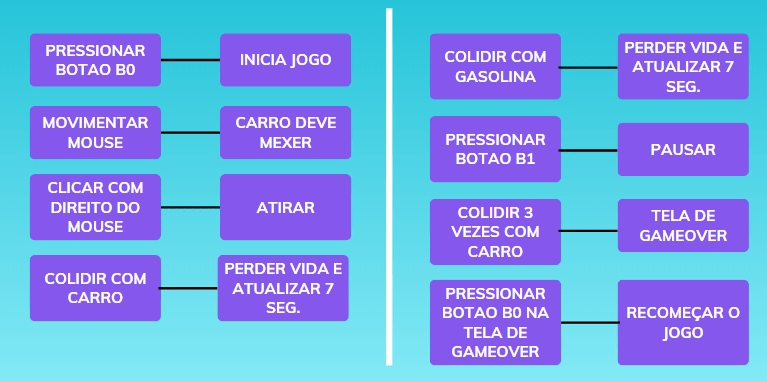 PRESSIONAR
BOTAO B0
INICIA JOGO
MOVIMENTAR
MOUSE
CARRO DEVE
MEXER
CLICAR COM
DIREITO DO
MOUSE
ATIRAR
COLIDIR COM
CARRO
PERDER VIDA E
ATUALIZAR 7
SEG.
COLIDIR COM
GASOLINA
PERDER VIDA E
ATUALIZAR 7
SEG.
PRESSIONAR
BOTAO B1
PAUSAR
COLIDIR 3
VEZES COM
CARRO
TELA DE
GAMEOVER
PRESSIONAR
BOTAO B0 NA
TELA DE
GAMEOVER
RECOMEÇAR O
JOGO